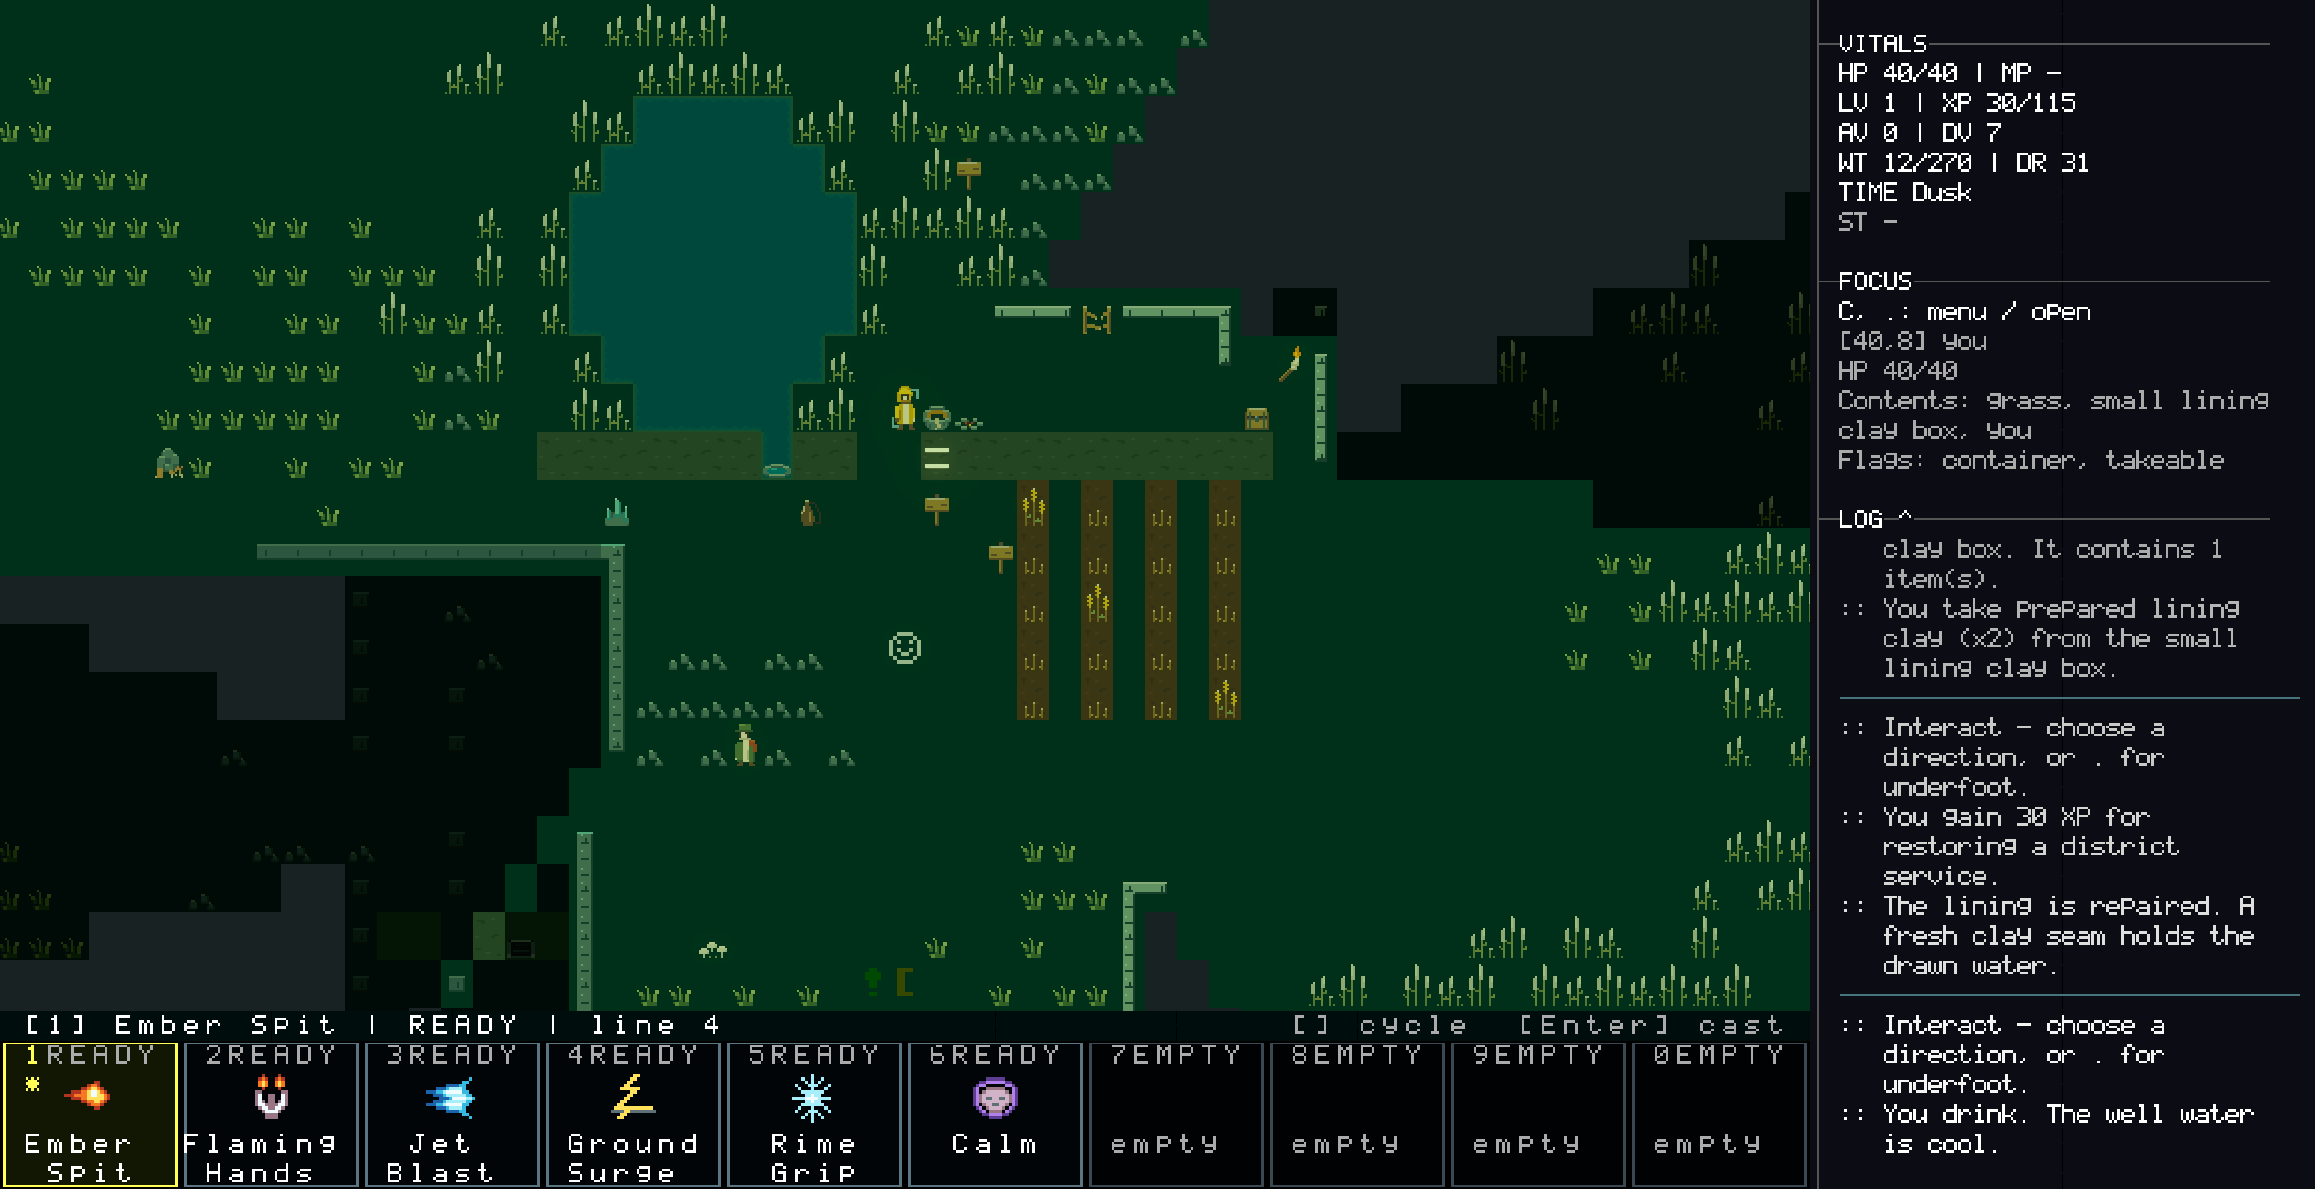 VITALS
HP 40/40 | MP -
LV 1 | XP 30/115
AV 0 | DV 7
WT 12/270 | DR 31
TIME Dusk
ST -
FOCUS
C, .: menu / open
[40,8] you
HP 40/40
Contents: grass, small lining
clay box, you
Flags: container, takeable
LOG ^
clay box. It contains 1
item(s).
:: You take prepared lining
clay (x2) from the small
lining clay box.
:: Interact - choose a
direction, or . for
underfoot.
:: You gain 30 XP for
restoring a district
service.
:: The lining is repaired. A
fresh clay seam holds the
drawn water.
:: Interact - choose a
direction, or . for
underfoot.
:: You drink. The well water
is cool.
[1] Ember Spit | READY | line 4
[] cycle [Enter] cast
1READY
Ember
Spit
2READY
Flaming
Hands
3READY
Jet
Blast
4READY
Ground
Surge
5READY
Rime
Grip
6READY
Calm
7EMPTY
empty
8EMPTY
empty
9EMPTY
empty
0EMPTY
empty